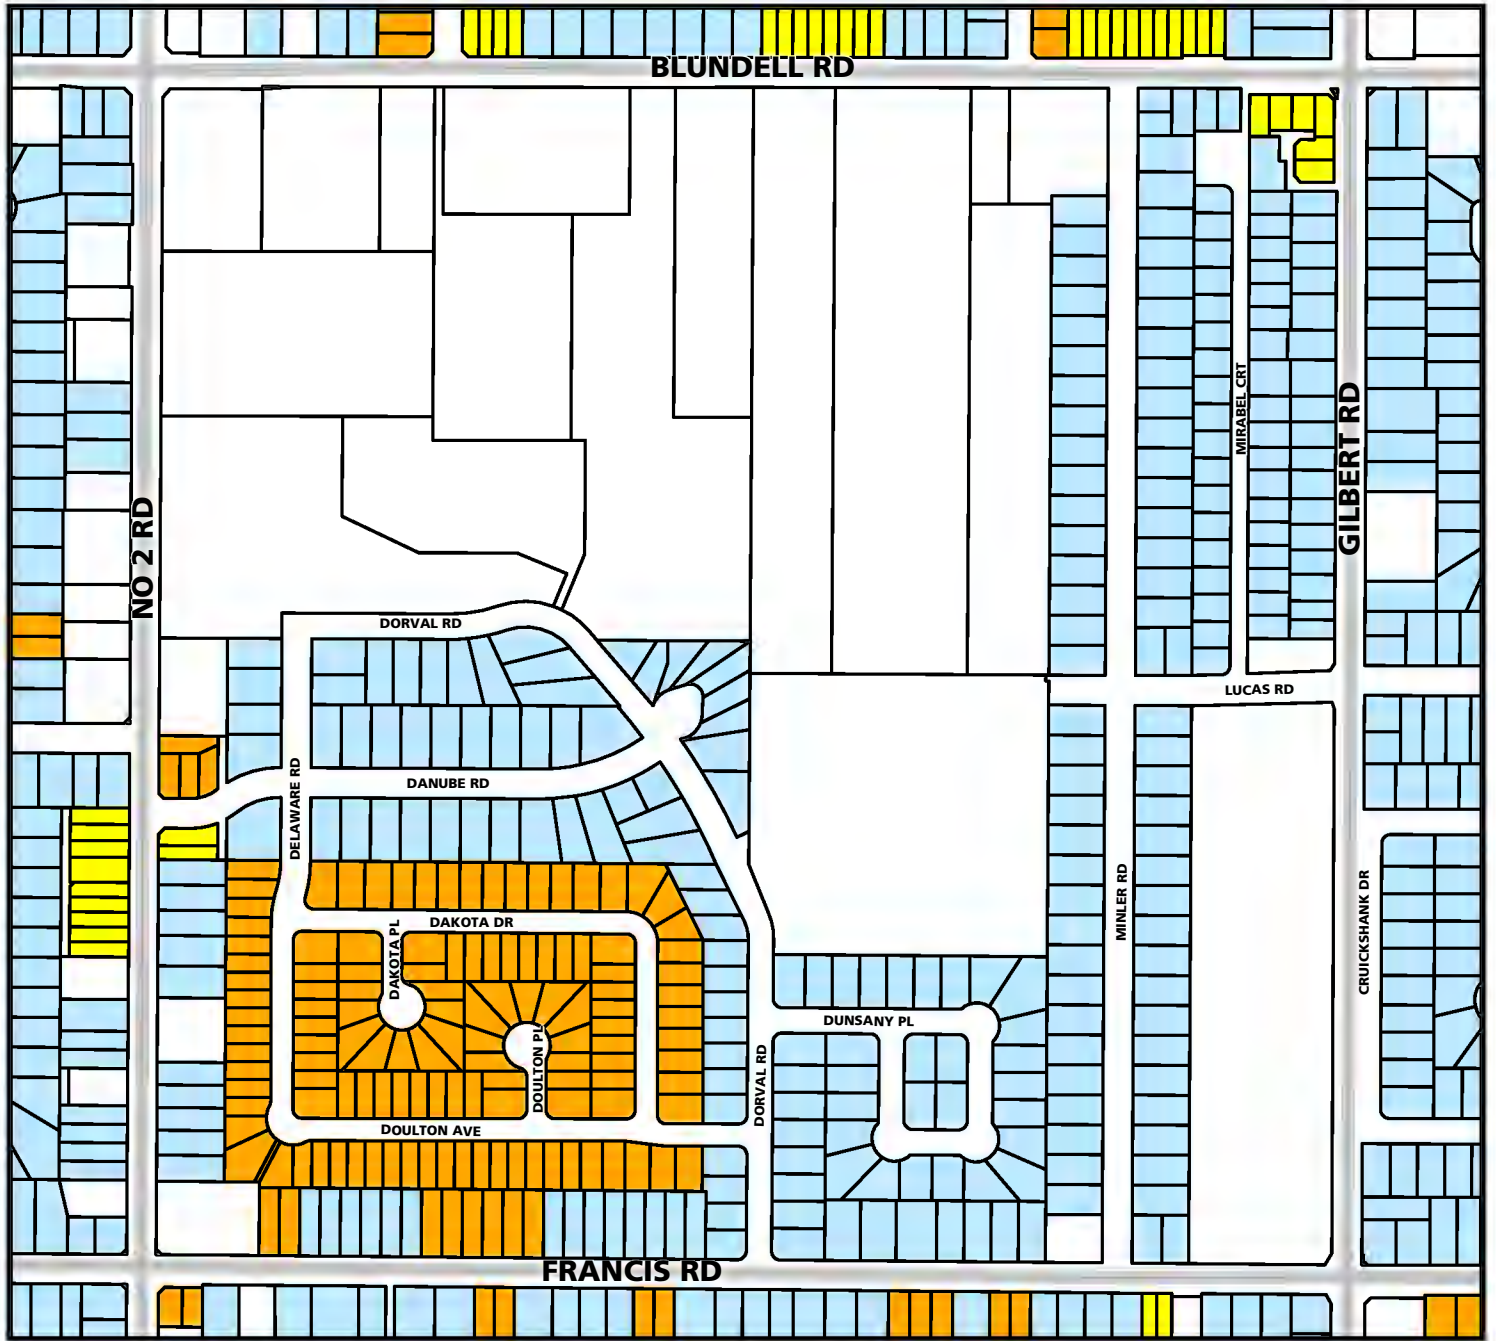 BLUNDELL RD
MIRABEL CRT
GILBERT RD
NO 2 RD
DORVAL RD
LUCAS RD
DELAWARE RD
DANUBE RD
MINLER RD
CRUICKSHANK DR
DAKOTA PL
DAKOTA DR
DUNSANY PL
DOULTON PL
DORVAL RD
DOULTON AVE
FRANCIS RD